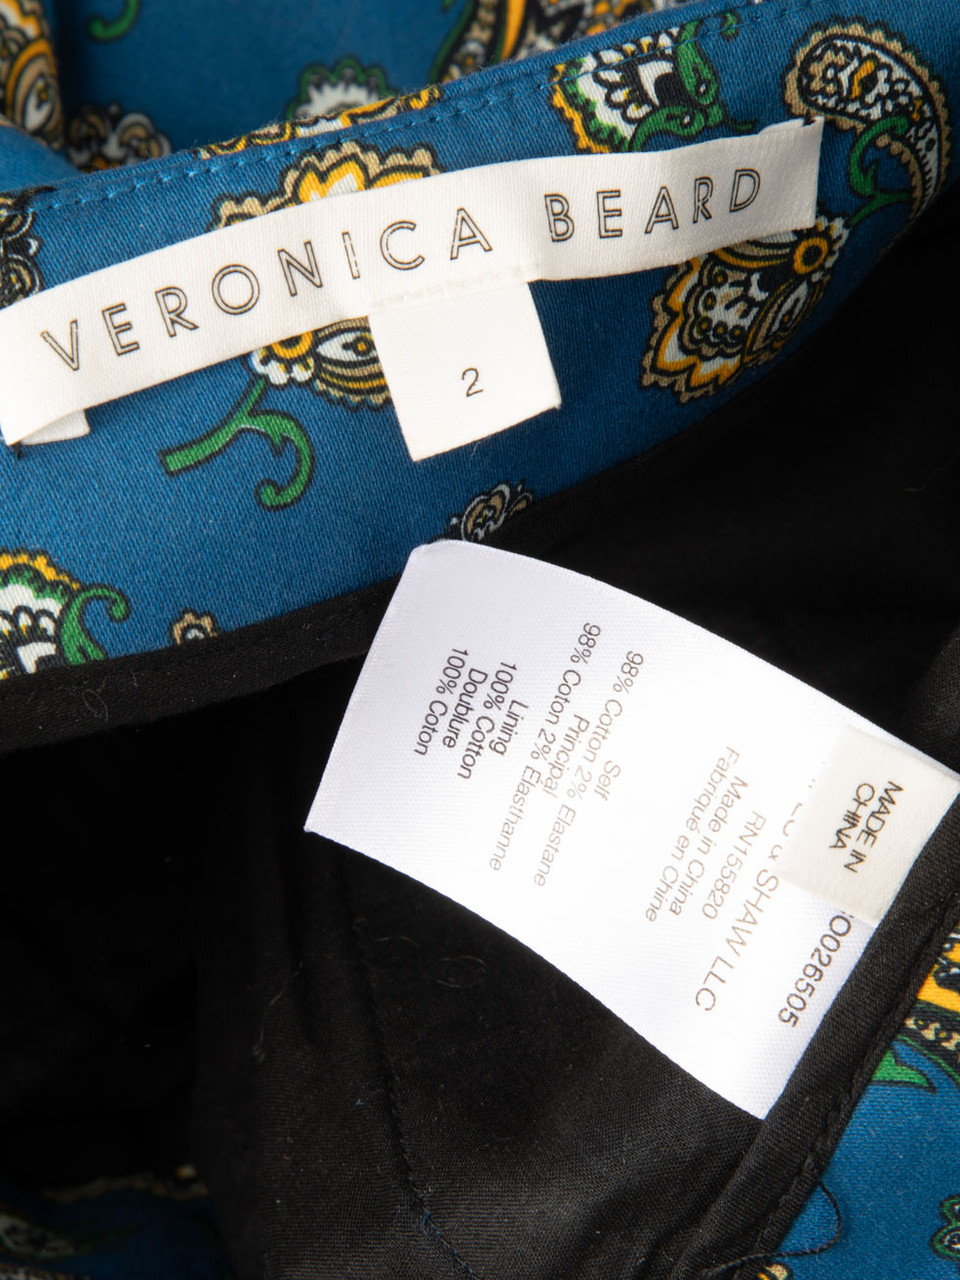 VERONICA BEARD
2
MADE IN
CHINA
SHAW LLC
RN155820
Made in China
Fabriqué en Chine
Self
98% Cotton 2% Elastane
Principal
98% Coton 2% Élasthanne
Lining
100% Cotton
Doublure
100% Coton
O026505